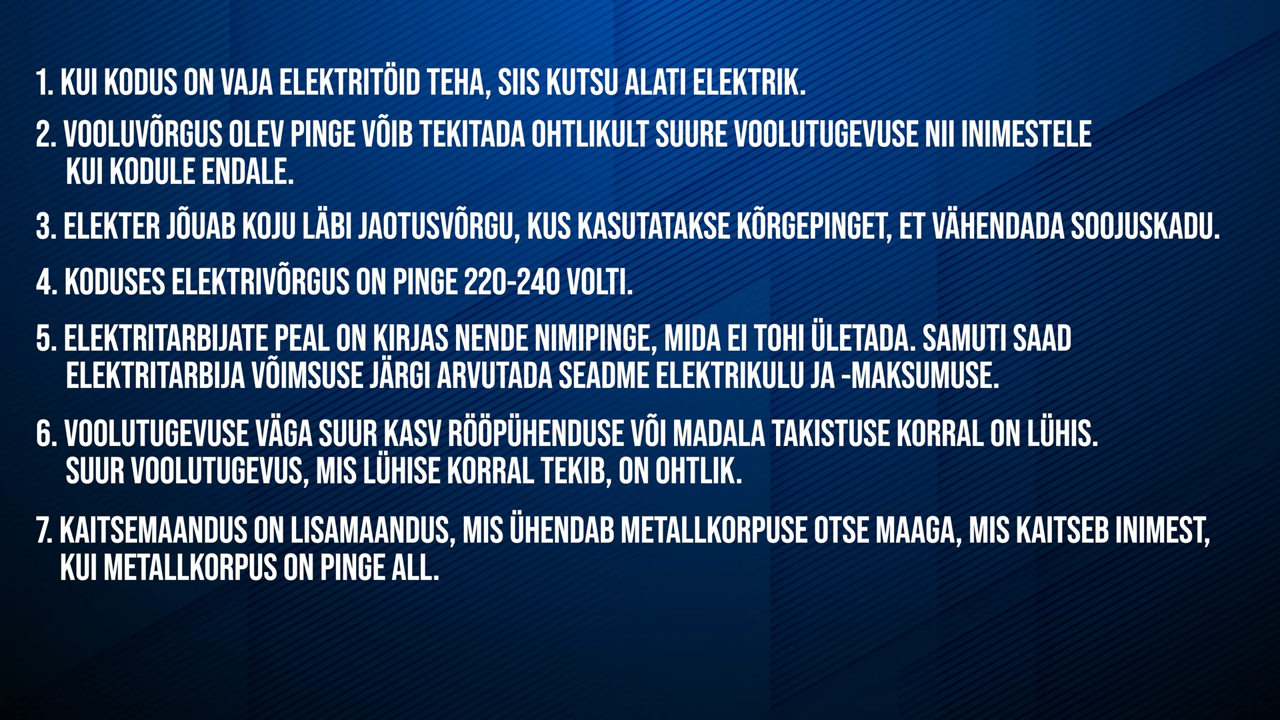 1. KUI KODUS ON VAJA ELEKTRITÖID TEHA, SIIS KUTSU ALATI ELEKTRIK.
2. VOOLUVÕRGUS OLEV PINGE VÕIB TEKITADA OHTLIKULT SUURE VOOLUTUGEVUSE NII INIMESTELE
KUI KODULE ENDALE.
3. ELEKTER JÕUAB KOJU LÄBI JAOTUSVÕRGU, KUS KASUTATAKSE KÕRGEPINGET, ET VÄHENDADA SOOJUSKADU.
4. KODUSES ELEKTRIVÕRGUS ON PINGE 220-240 VOLTI.
5. ELEKTRITARBIJATE PEAL ON KIRJAS NENDE NIMIPINGE, MIDA EI TOHI ÜLETADA. SAMUTI SAAD
ELEKTRITARBIJA VÕIMSUSE JÄRGI ARVUTADA SEADME ELEKTRIKULU JA -MAKSUMUSE.
6. VOOLUTUGEVUSE VÄGA SUUR KASV RÖÖPÜHENDUSE VÕI MADALA TAKISTUSE KORRAL ON LÜHIS.
SUUR VOOLUTUGEVUS, MIS LÜHISE KORRAL TEKIB, ON OHTLIK.
7. KAITSEMAANDUS ON LISAMAANDUS, MIS ÜHENDAB METALLKORPUSE OTSE MAAGA, MIS KAITSEB INIMEST,
KUI METALLKORPUS ON PINGE ALL.